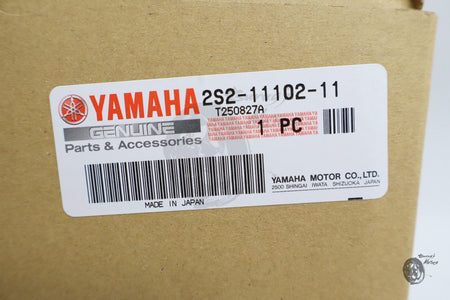 YAMAHA 2S2-11102-11
T250827A
GENUINE 1 PC
Parts & Accessories
YAMAHA MOTOR CO., LTD.
2500 SHINGAI IWATA SHIZUOKA JAPAN
MADE IN JAPAN